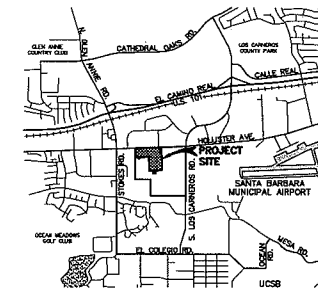 GLEN ANNIE
COUNTRY CLUB
N.
GLEN
ANNIE RD.
CATHEDRAL OAKS RD.
LOS CARNEROS
COUNTY PARK
EL CAMINO REAL
U.S. 101
CALLE REAL
HOLLISTER AVE.
PROJECT
SITE
STOKES RD.
S. LOS CARNEROS RD.
SANTA BARBARA
MUNICIPAL AIRPORT
OCEAN MEADOWS
GOLF CLUB
EL COLEGIO RD.
OCEAN
RD.
MESA RD.
UCSB